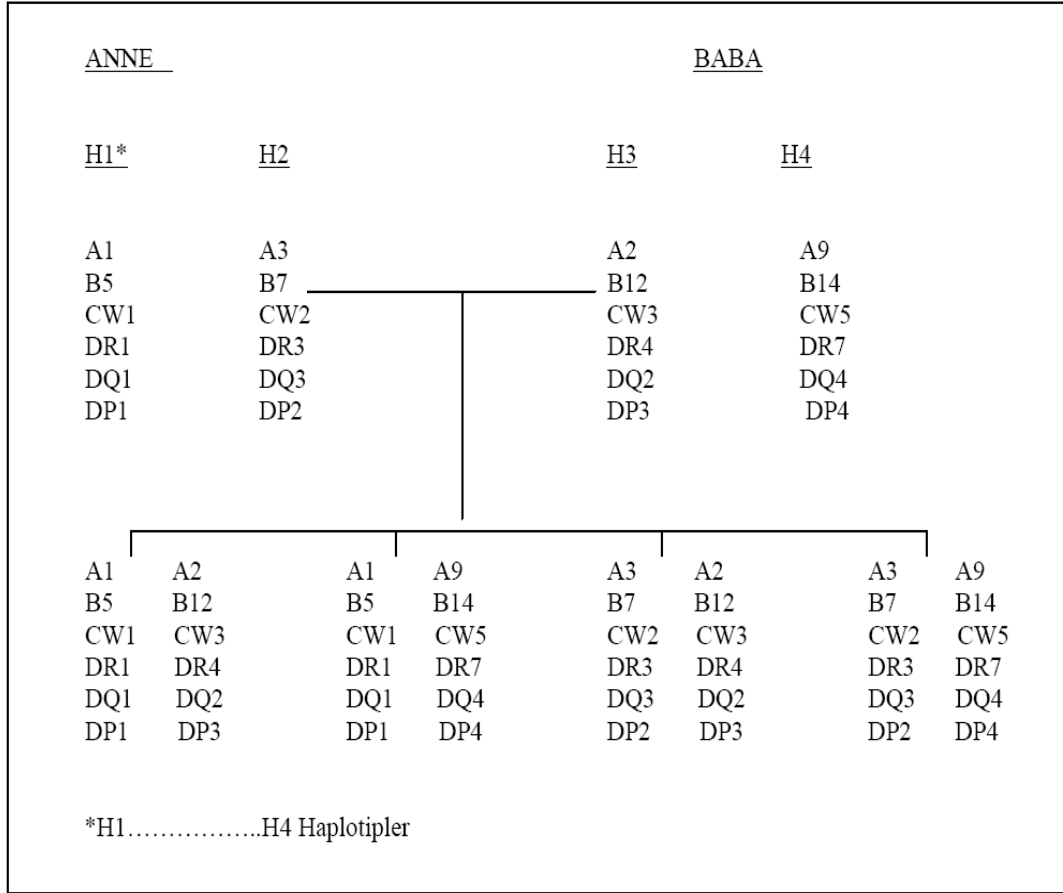 ANNE BABA
H1* H2 H3 H4
A1 A3 A2 A9
B5 B7 B12 B14
CW1 CW2 CW3 CW5
DR1 DR3 DR4 DR7
DQ1 DQ3 DQ2 DQ4
DP1 DP2 DP3 DP4
A1 A2 A1 A9 A3 A2 A3 A9
B5 B12 B5 B14 B7 B12 B7 B14
CW1 CW3 CW1 CW5 CW2 CW3 CW2 CW5
DR1 DR4 DR1 DR7 DR3 DR4 DR3 DR7
DQ1 DQ2 DQ1 DQ4 DQ3 DQ2 DQ3 DQ4
DP1 DP3 DP1 DP4 DP2 DP3 DP2 DP4
*H1………………..H4 Haplotipler